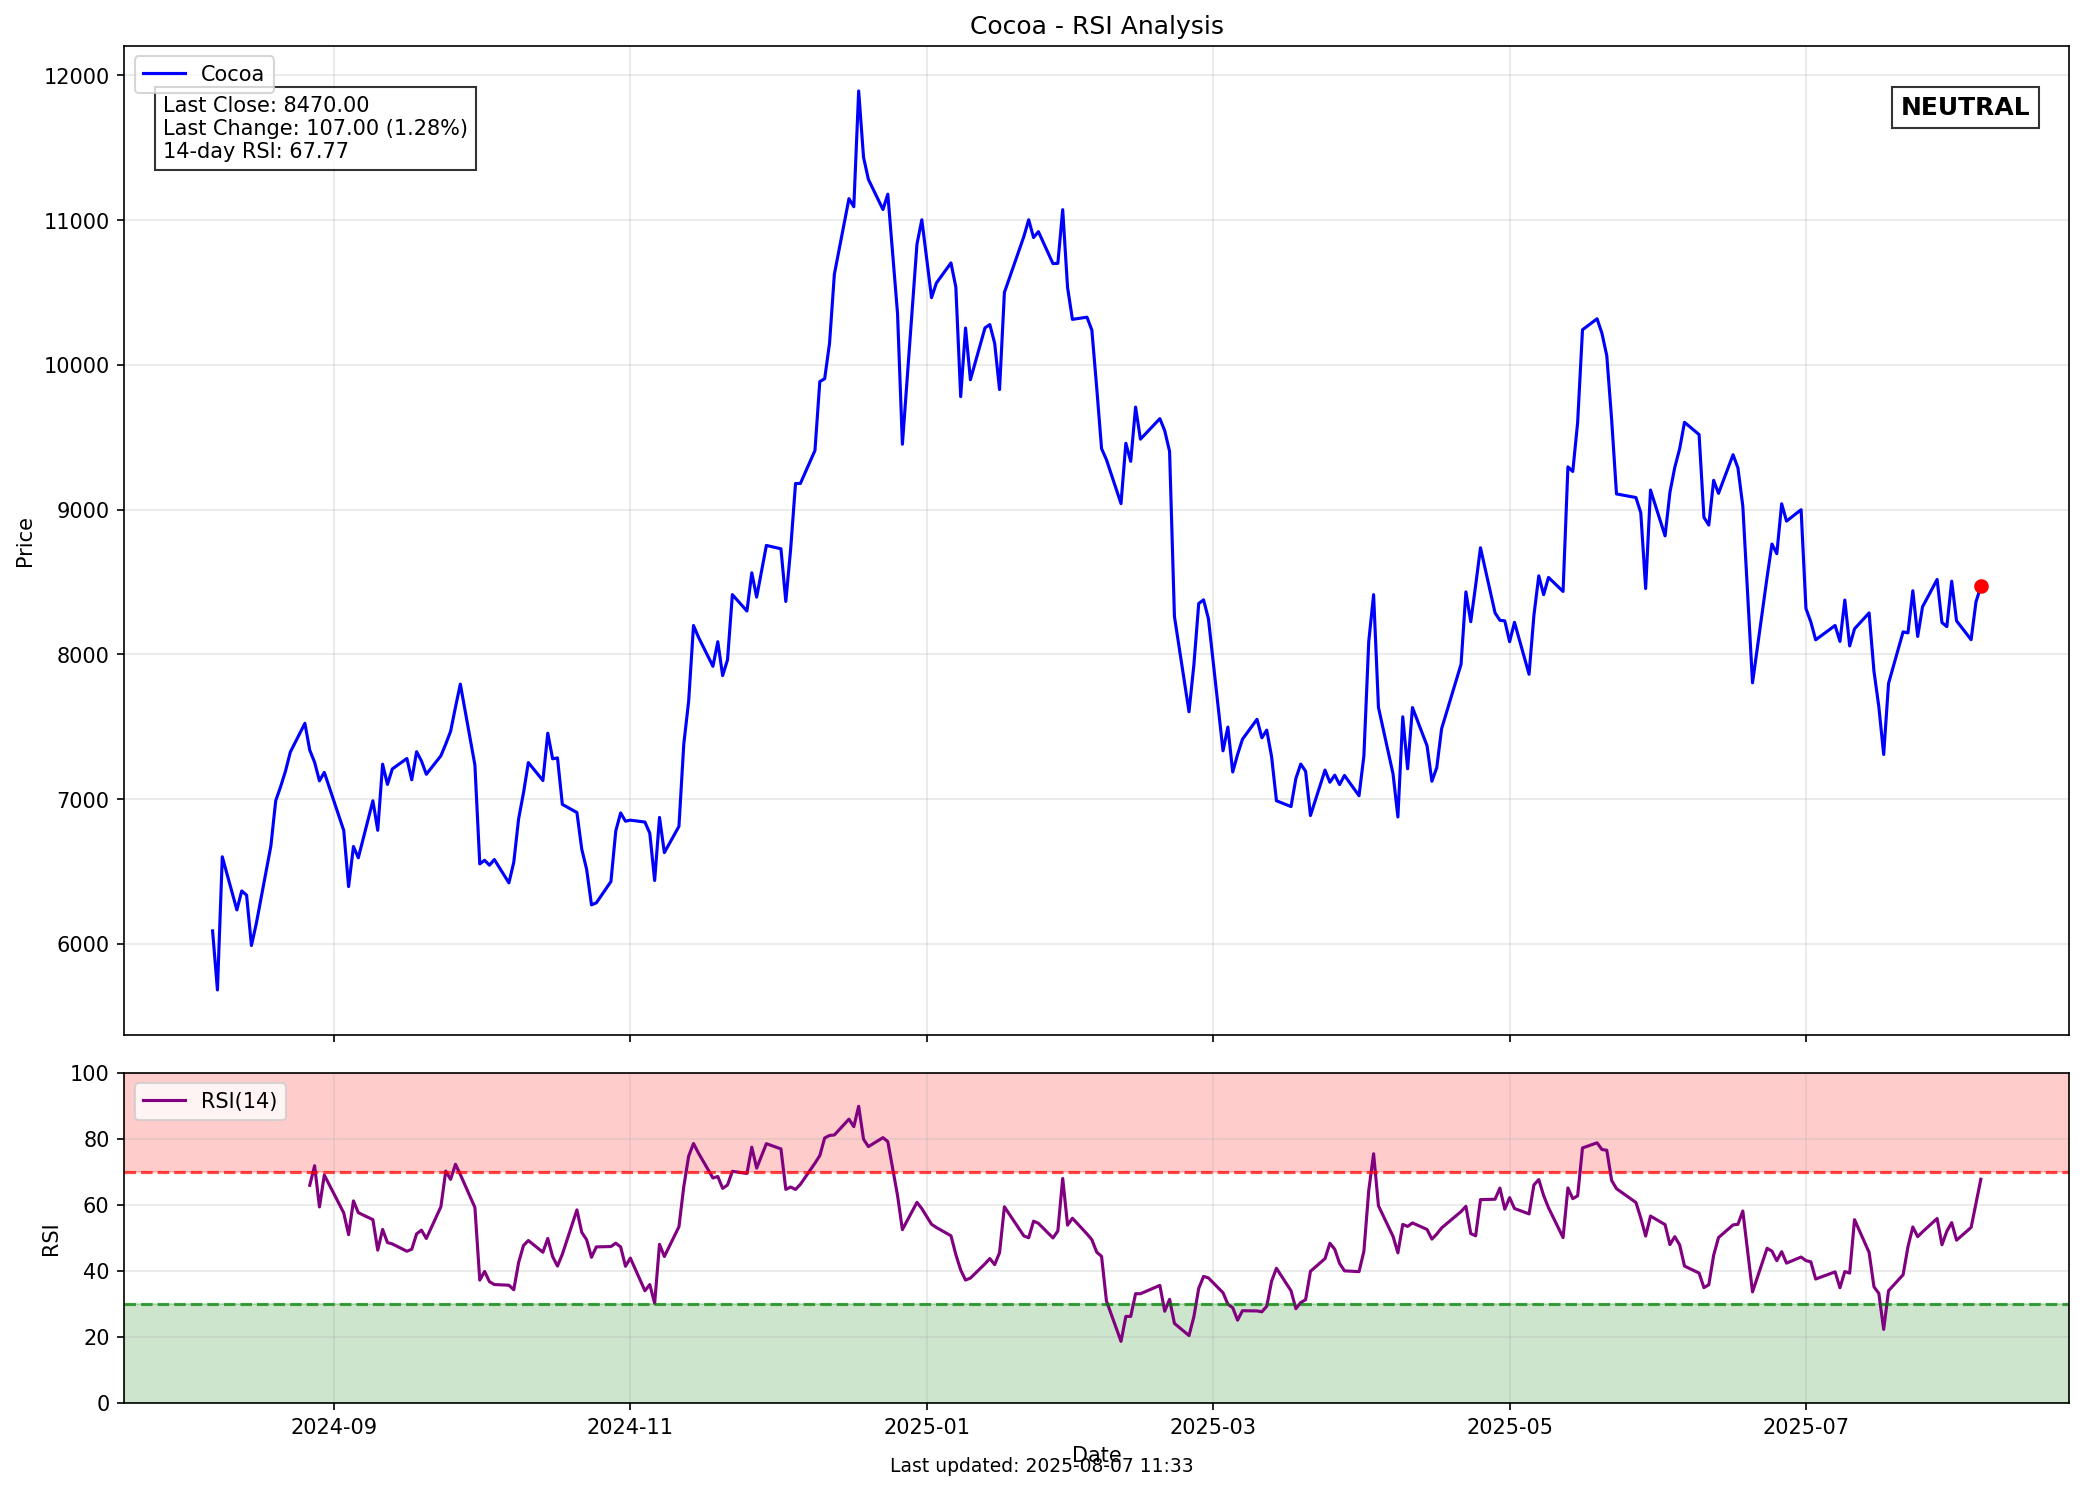 Cocoa - RSI Analysis
Cocoa
Last Close: 8470.00
Last Change: 107.00 (1.28%)
14-day RSI: 67.77
NEUTRAL
12000
11000
10000
9000
8000
7000
6000
Price
RSI(14)
100
80
60
40
20
0
RSI
2024-09
2024-11
2025-01
2025-03
2025-05
2025-07
Date
Last updated: 2025-08-07 11:33